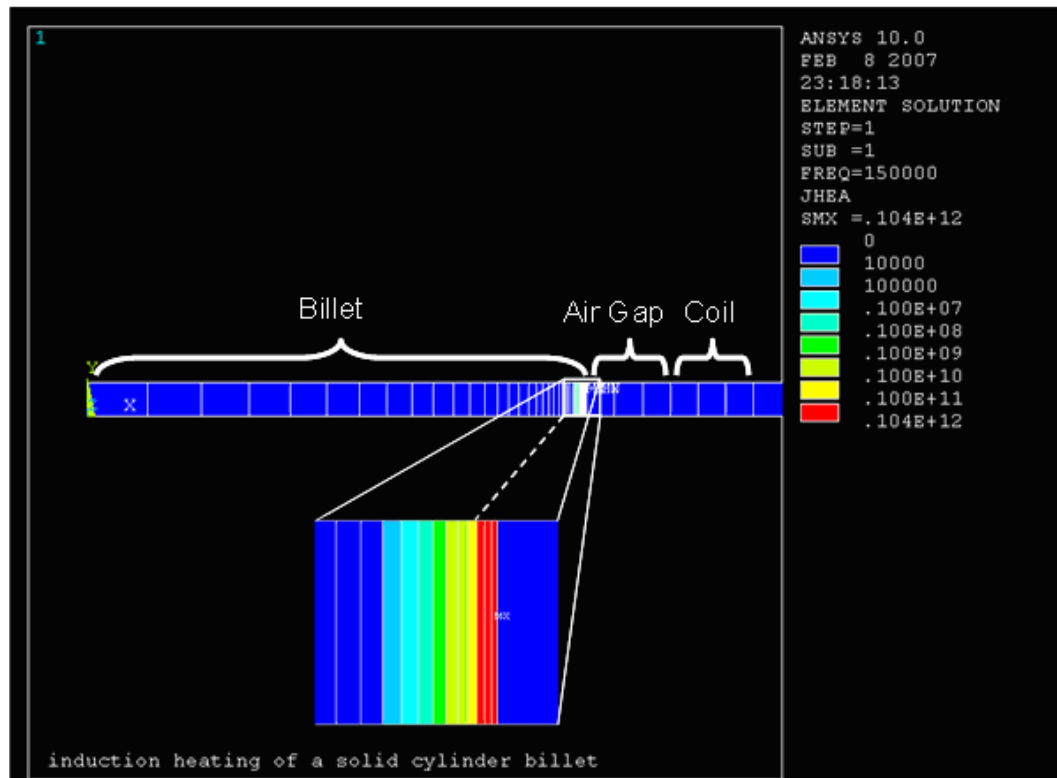 1
ANSYS 10.0
FEB 8 2007
23:18:13
ELEMENT SOLUTION
STEP=1
SUB =1
FREQ=150000
JHEA
SMX =.104E+12
0
10000
100000
.100E+07
.100E+08
.100E+09
.100E+10
.100E+11
.104E+12
Billet
Air Gap
Coil
Y
X
MX
induction heating of a solid cylinder billet